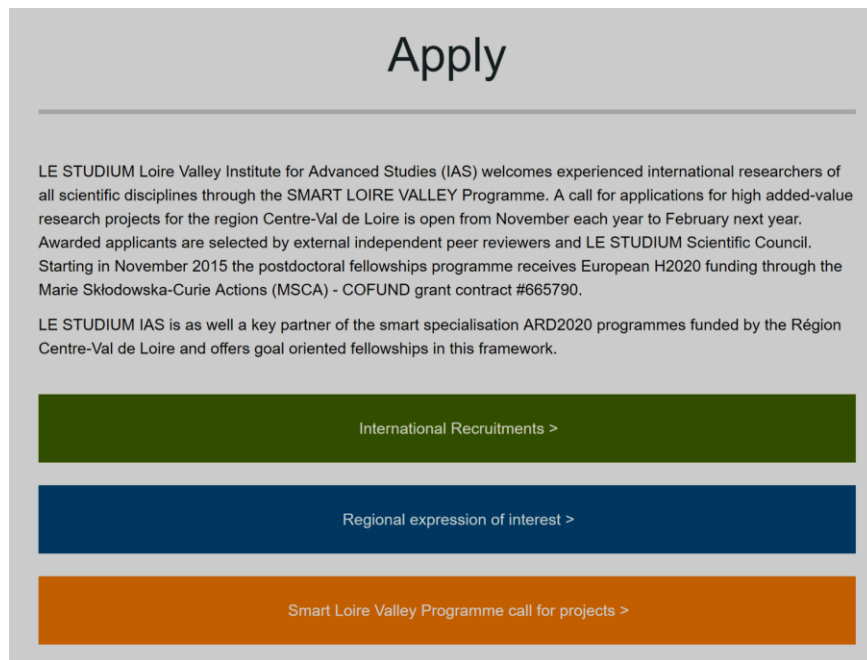 Apply
LE STUDIUM Loire Valley Institute for Advanced Studies (IAS) welcomes experienced international researchers of
all scientific disciplines through the SMART LOIRE VALLEY Programme. A call for applications for high added-value
research projects for the region Centre-Val de Loire is open from November each year to February next year.
Awarded applicants are selected by external independent peer reviewers and LE STUDIUM Scientific Council.
Starting in November 2015 the postdoctoral fellowships programme receives European H2020 funding through the
Marie Skłodowska-Curie Actions (MSCA) - COFUND grant contract #665790.
LE STUDIUM IAS is as well a key partner of the smart specialisation ARD2020 programmes funded by the Région
Centre-Val de Loire and offers goal oriented fellowships in this framework.
International Recruitments >
Regional expression of interest >
Smart Loire Valley Programme call for projects >